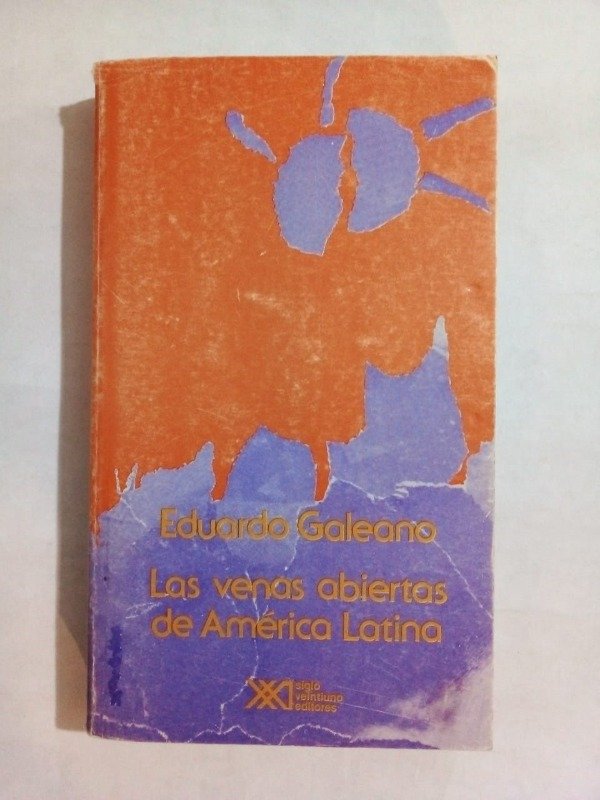 Eduardo Galeano
Las venas abiertas
de América Latina
siglo
veintiuno
editores